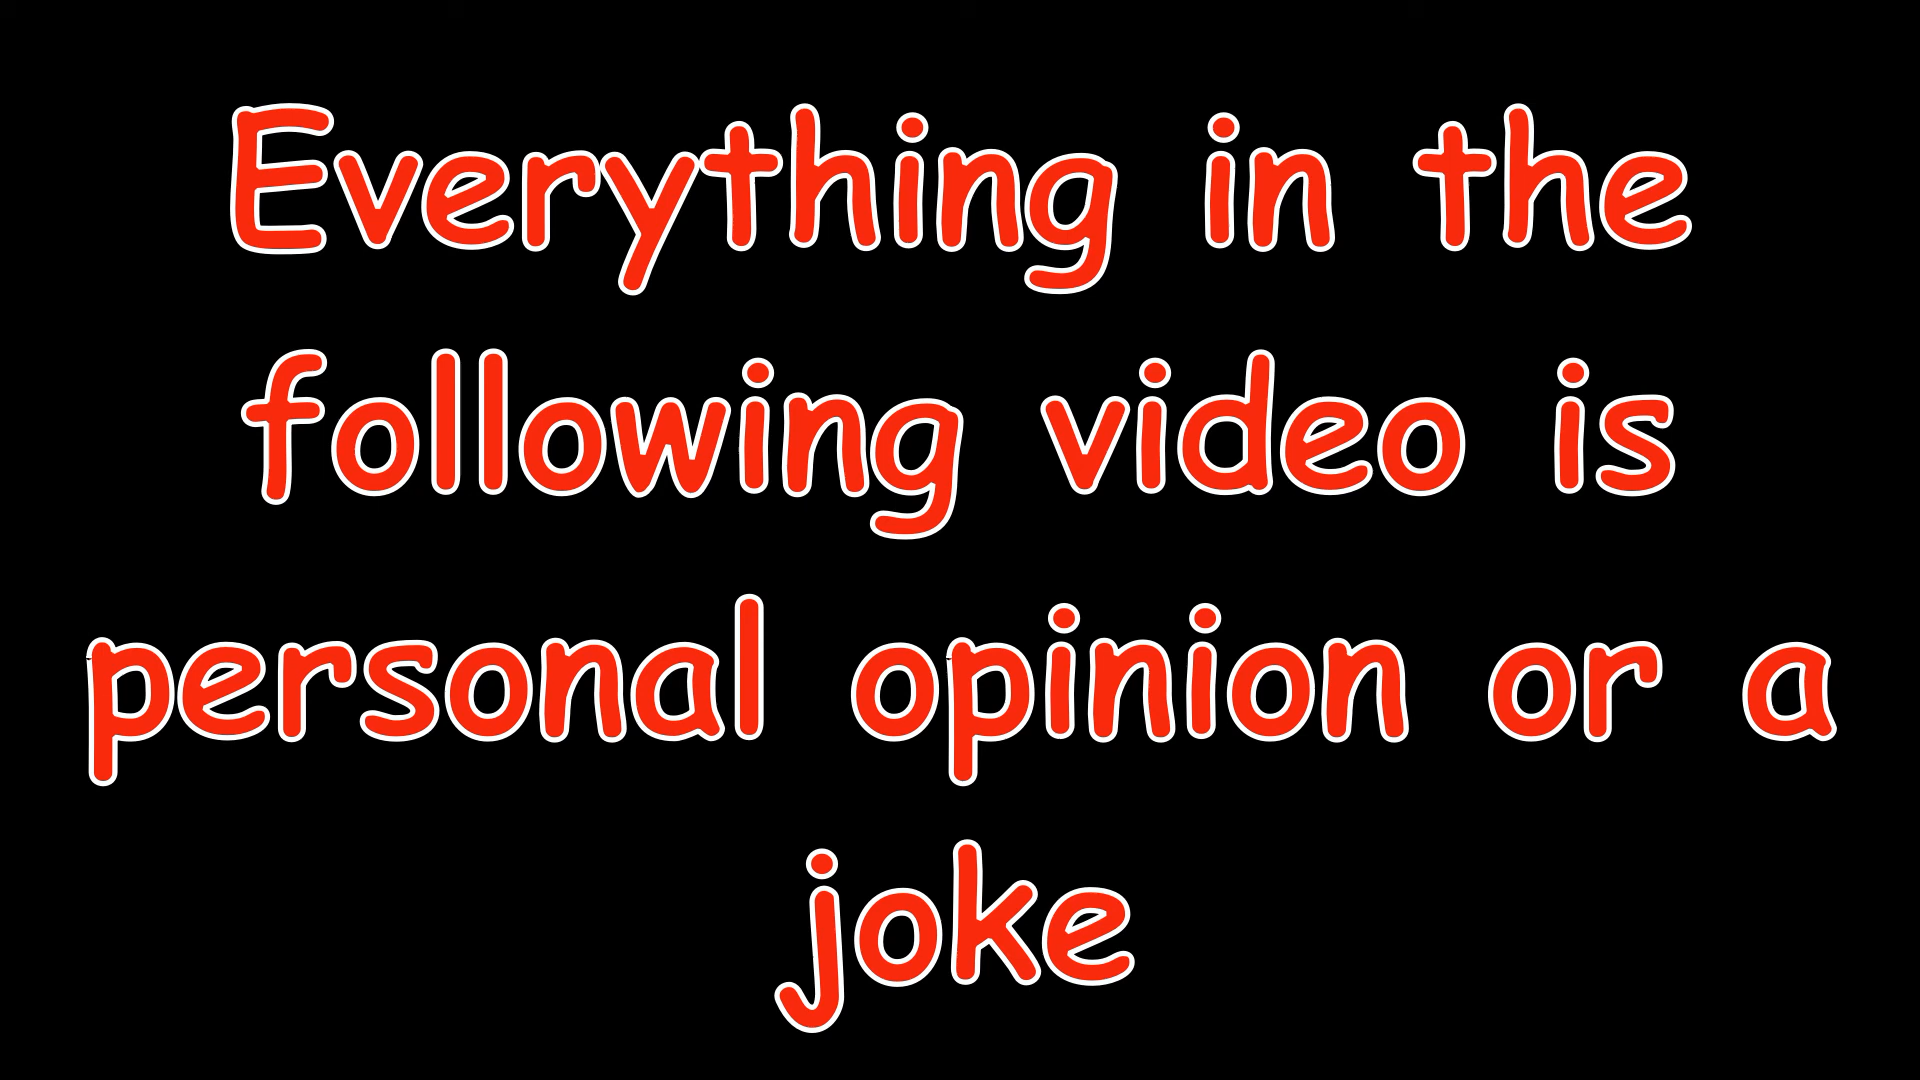 Everything in the
following video is
personal opinion or a
joke